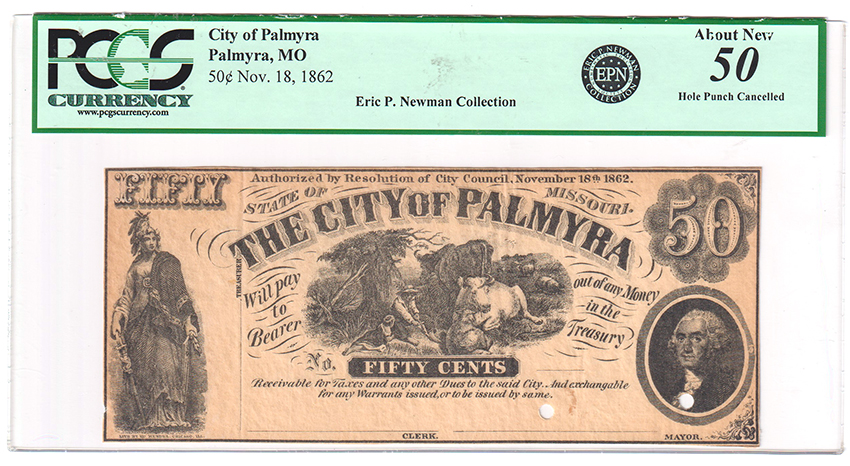 PCGS
CURRENCY
www.pcgscurrency.com
City of Palmyra
Palmyra, MO
50¢ Nov. 18, 1862
Eric P. Newman Collection
ERIC P. NEWMAN
EPN
COLLECTION
About New
50
Hole Punch Cancelled
FIFTY
Authorized by Resolution of City Council, November 18th 1862.
STATE OF MISSOURI.
THE CITY OF PALMYRA
50
TREASURER
Will pay to Bearer
out of any Money in the Treasury
No.
FIFTY CENTS
Receivable for Taxes and any other Dues to the said City. And exchangable
for any Warrants issued, or to be issued by same.
CLERK.
MAYOR.